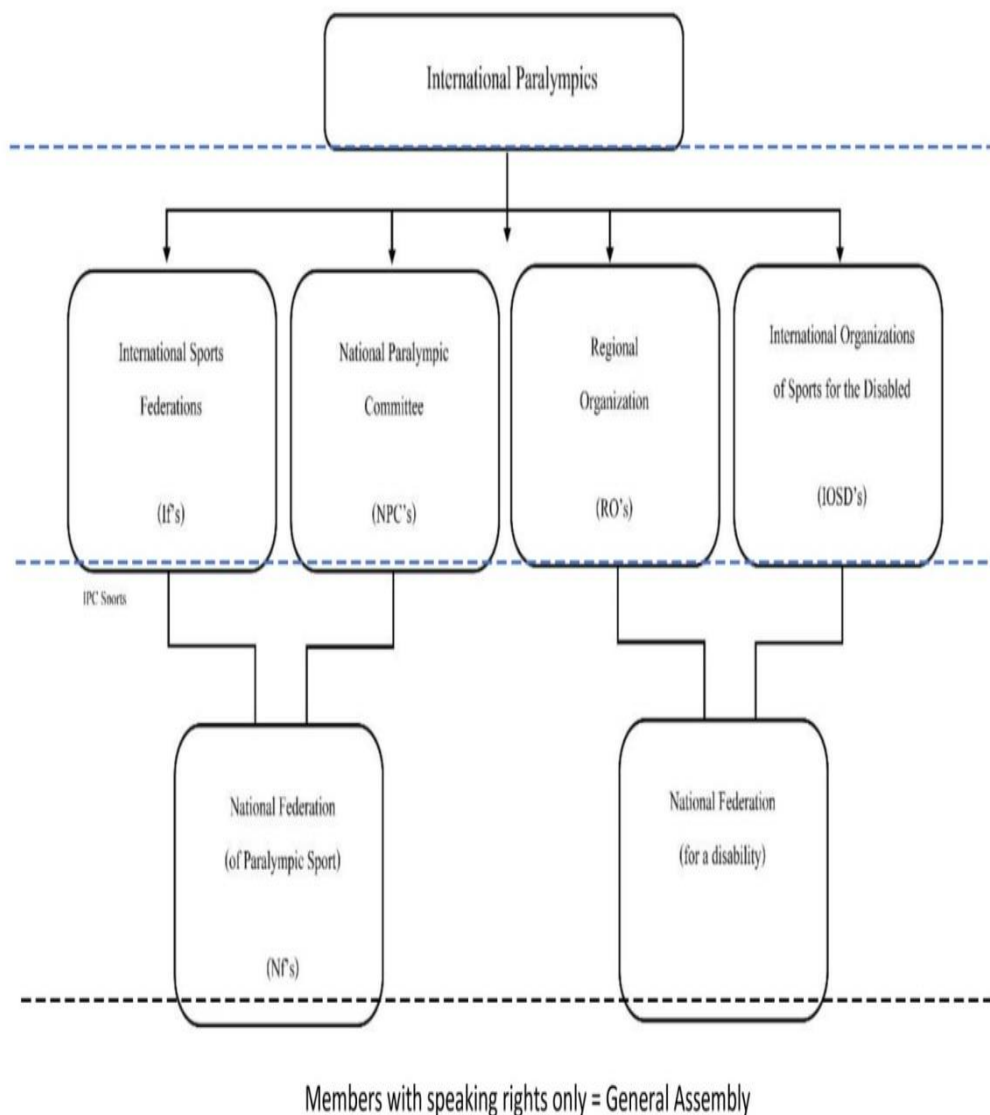 International Paralympics
International Sports
Federations
(If's)
National Paralympic
Committee
(NPC's)
Regional
Organization
(RO's)
International Organizations
of Sports for the Disabled
(IOSD's)
IPC Snorts
National Federation
(of Paralympic Sport)
(Nf's)
National Federation
(for a disability)
Members with speaking rights only = General Assembly